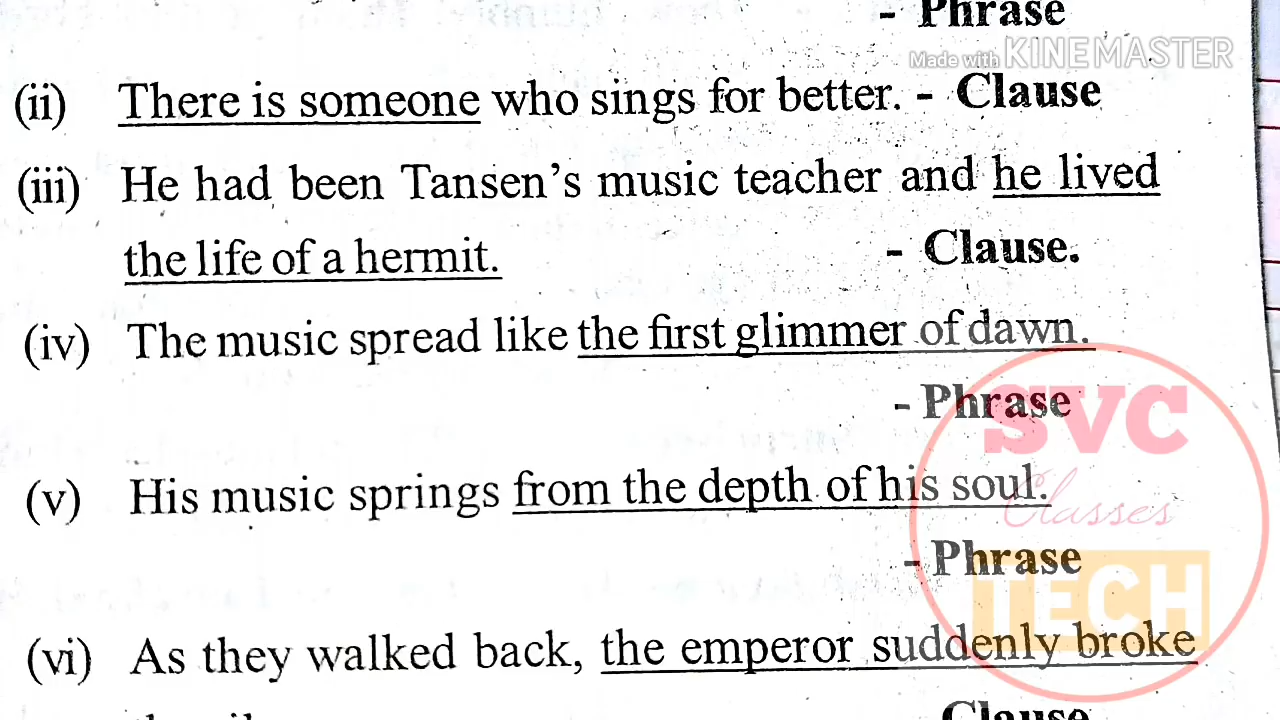 - Phrase
Made with KINEMASTER
(ii) There is someone who sings for better. - Clause
(iii) He had been Tansen's music teacher and he lived
the life of a hermit. - Clause.
(iv) The music spread like the first glimmer of dawn.
- Phrase
SVC
(v) His music springs from the depth of his soul.
Classes
- Phrase
TECH
(vi) As they walked back, the emperor suddenly broke
Clause